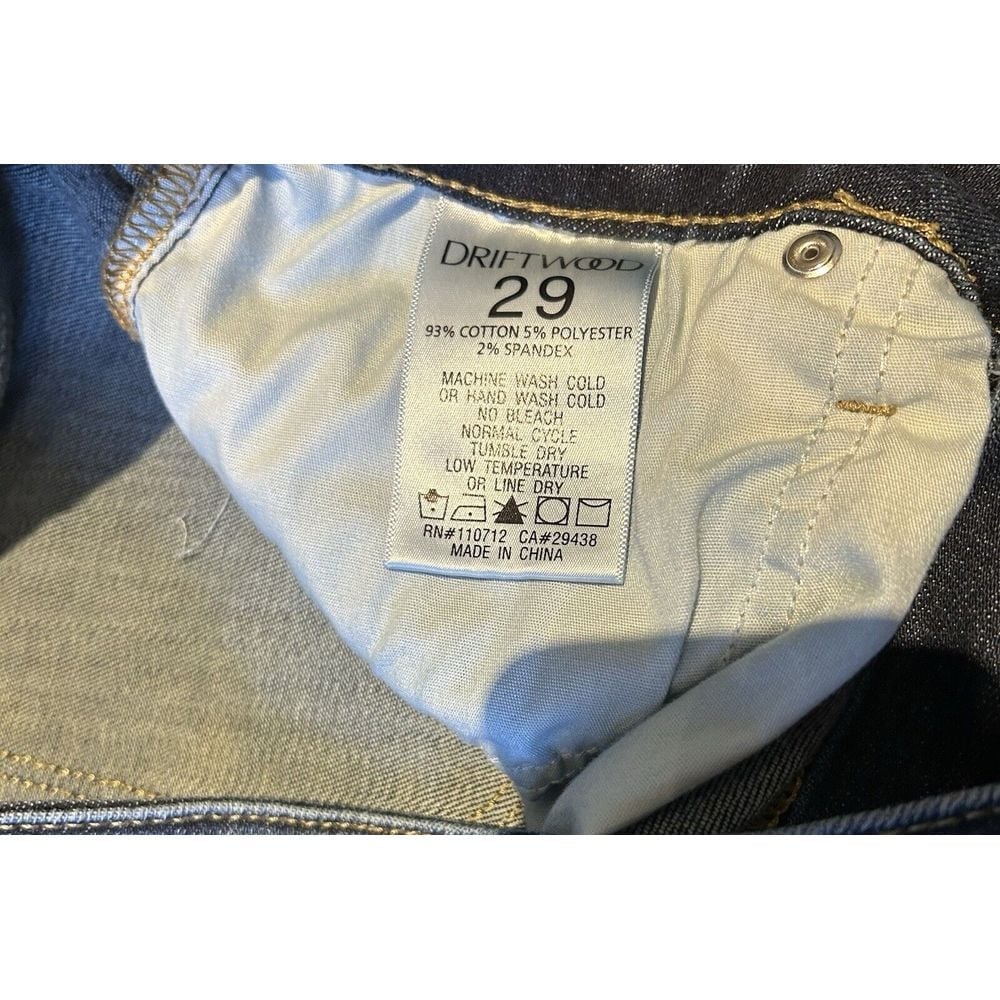 DRIFTWOOD
29
93% COTTON 5% POLYESTER
2% SPANDEX
MACHINE WASH COLD
OR HAND WASH COLD
NO BLEACH
NORMAL CYCLE
TUMBLE DRY
LOW TEMPERATURE
OR LINE DRY
RN#110712 CA#29438
MADE IN CHINA